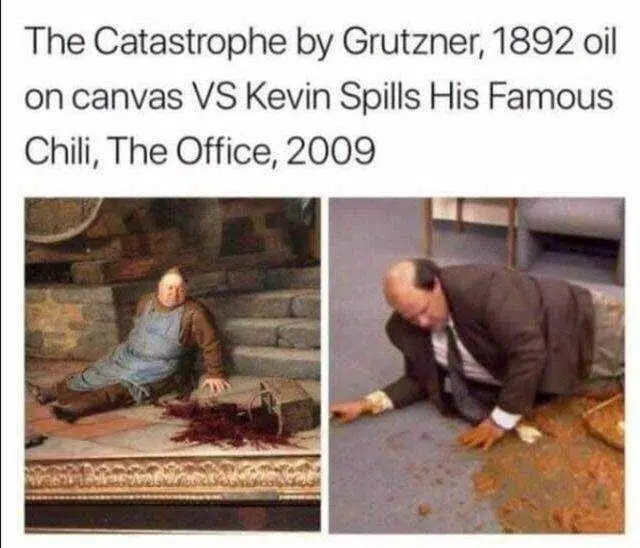 The Catastrophe by Grutzner, 1892 oil
on canvas VS Kevin Spills His Famous
Chili, The Office, 2009